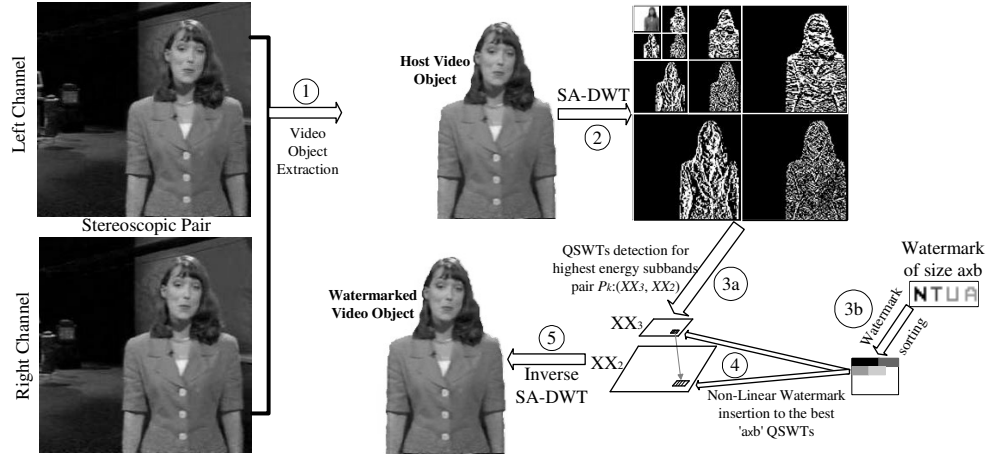 Left Channel
Stereoscopic Pair
Right Channel
1
Video
Object
Extraction
Host Video
Object
SA-DWT
2
QSWTs detection for
highest energy subbands
pair Pk:(XX3, XX2)
3a
Watermark
of size axb
NTUA
3b
Watermark
sorting
XX3
XX2
4
Non-Linear Watermark
insertion to the best
'axb' QSWTs
5
Inverse
SA-DWT
Watermarked
Video Object